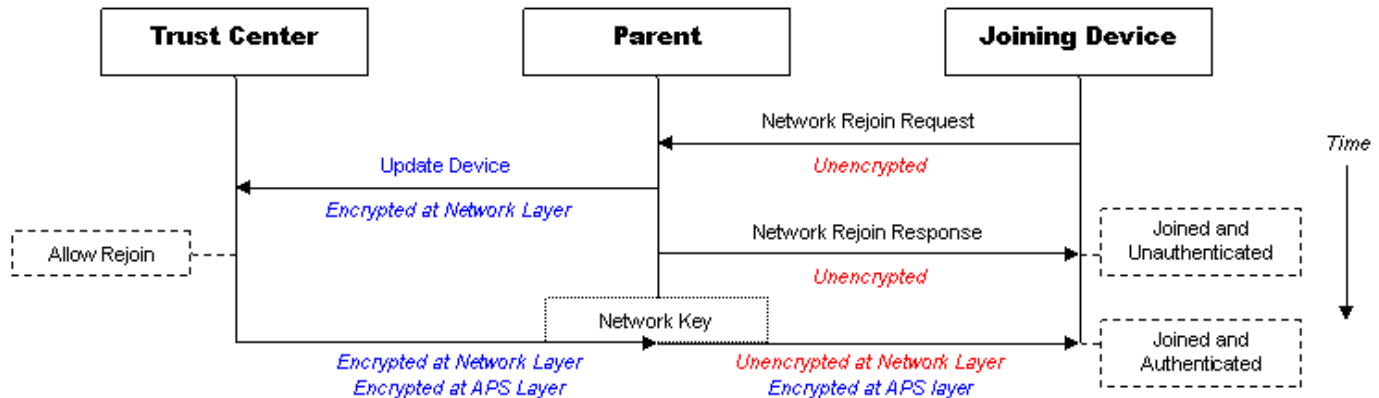 Trust Center
Parent
Joining Device
Network Rejoin Request
Unencrypted
Time
Update Device
Encrypted at Network Layer
Allow Rejoin
Network Rejoin Response
Unencrypted
Joined and
Unauthenticated
Network Key
Encrypted at Network Layer
Encrypted at APS Layer
Unencrypted at Network Layer
Encrypted at APS layer
Joined and
Authenticated